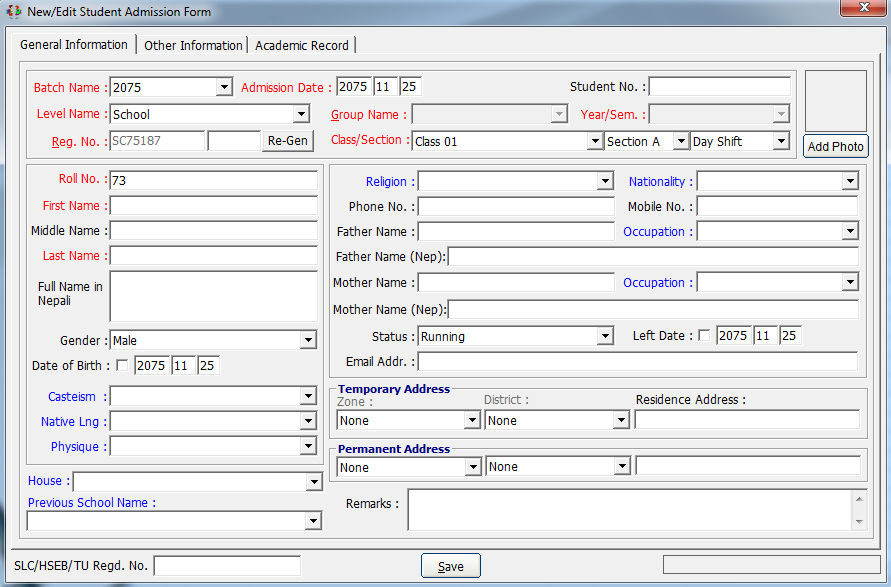 New/Edit Student Admission Form
General Information Other Information Academic Record
Batch Name : 2075 Admission Date : 2075 11 25 Student No. :
Level Name : School Group Name : Year/Sem. :
Reg. No. : SC75187 Re-Gen Class/Section : Class 01 Section A Day Shift
Add Photo
Roll No. : 73
First Name :
Middle Name :
Last Name :
Full Name in
Nepali
Gender : Male
Date of Birth : 2075 11 25
Casteism :
Native Lng :
Physique :
House :
Previous School Name :
Religion : Nationality :
Phone No. : Mobile No. :
Father Name : Occupation :
Father Name (Nep):
Mother Name : Occupation :
Mother Name (Nep):
Status : Running Left Date : 2075 11 25
Email Addr. :
Temporary Address
Zone : District : Residence Address :
None None
Permanent Address
None None
Remarks :
SLC/HSEB/TU Regd. No. Save